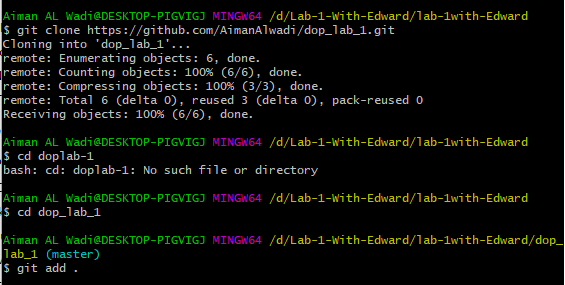 Aiman AL Wadi@DESKTOP-PIGVIGJ MINGW64 /d/Lab-1-With-Edward/lab-1with-Edward
$ git clone https://github.com/AimanAlwadi/dop_lab_1.git
Cloning into 'dop_lab_1'...
remote: Enumerating objects: 6, done.
remote: Counting objects: 100% (6/6), done.
remote: Compressing objects: 100% (3/3), done.
remote: Total 6 (delta 0), reused 3 (delta 0), pack-reused 0
Receiving objects: 100% (6/6), done.
Aiman AL Wadi@DESKTOP-PIGVIGJ MINGW64 /d/Lab-1-With-Edward/lab-1with-Edward
$ cd doplab-1
bash: cd: doplab-1: No such file or directory
Aiman AL Wadi@DESKTOP-PIGVIGJ MINGW64 /d/Lab-1-With-Edward/lab-1with-Edward
$ cd dop_lab_1
Aiman AL Wadi@DESKTOP-PIGVIGJ MINGW64 /d/Lab-1-With-Edward/lab-1with-Edward/dop_
lab_1 (master)
$ git add .